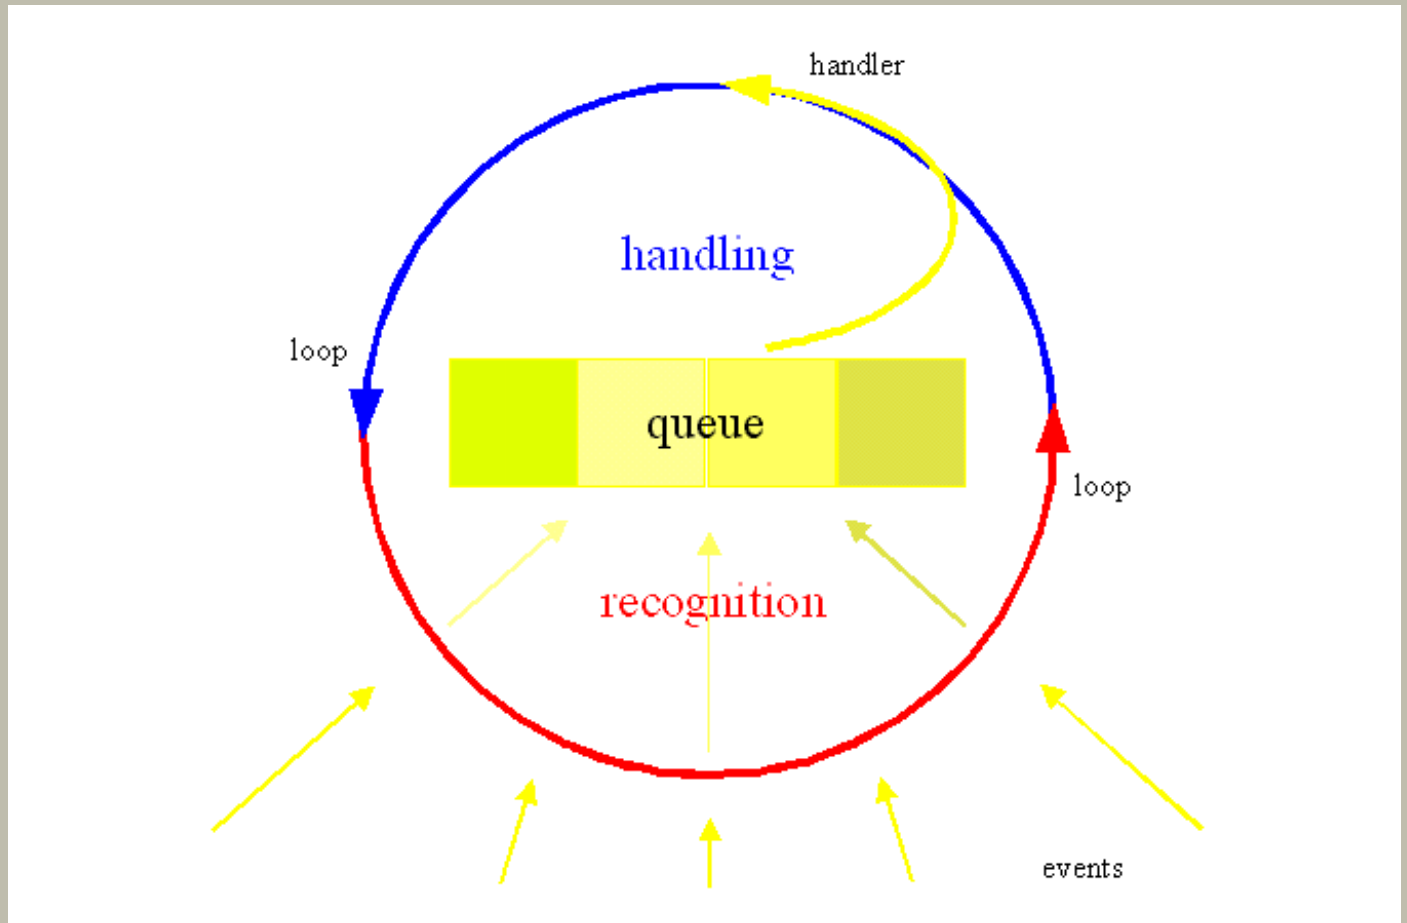 handler
handling
loop
queue
loop
recognition
events